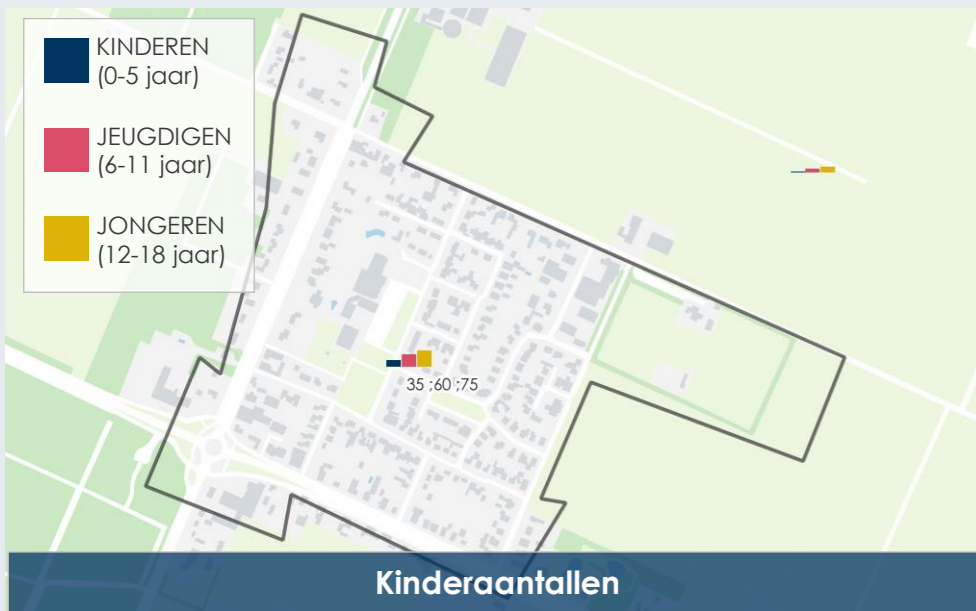 KINDEREN
(0-5 jaar)
JEUGDIGEN
(6-11 jaar)
JONGEREN
(12-18 jaar)
35 ;60 ;75
Kinderaantallen